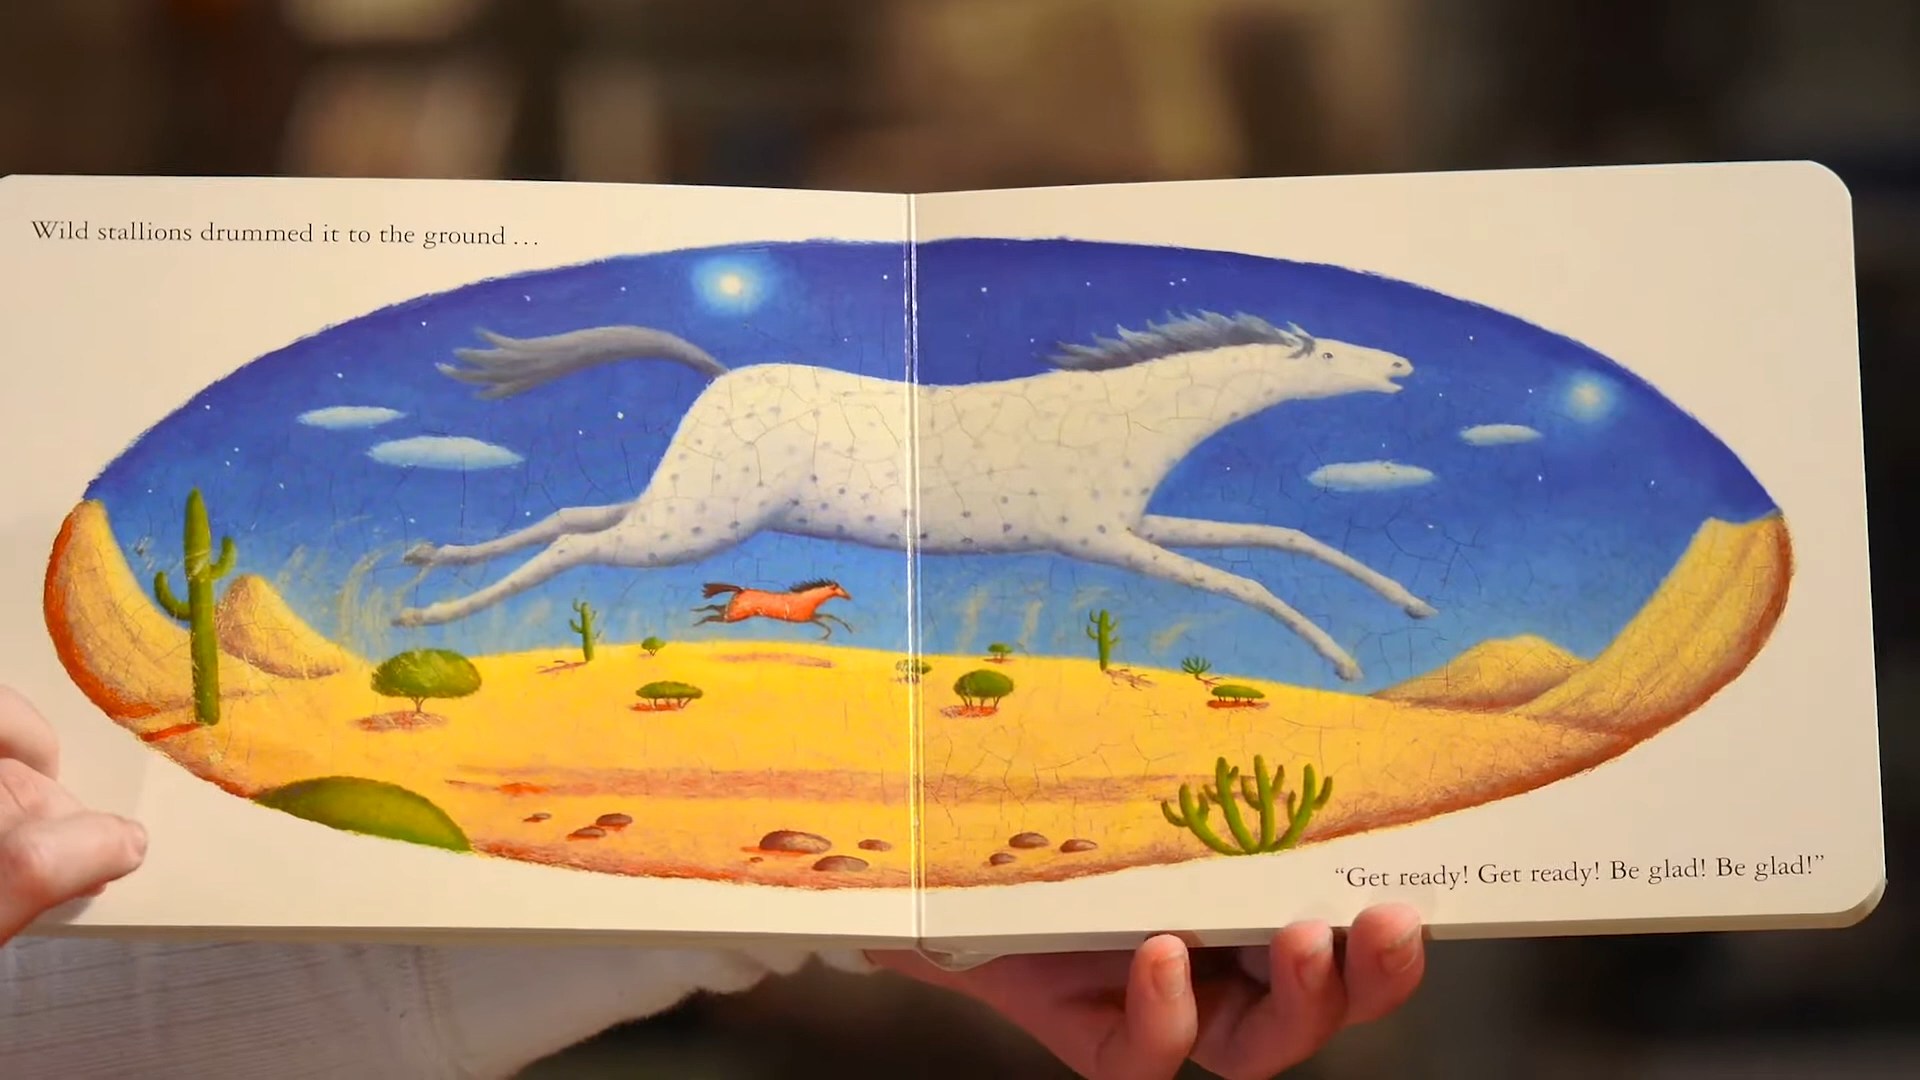 Wild stallions drummed it to the ground ...
“Get ready! Get ready! Be glad! Be glad!”